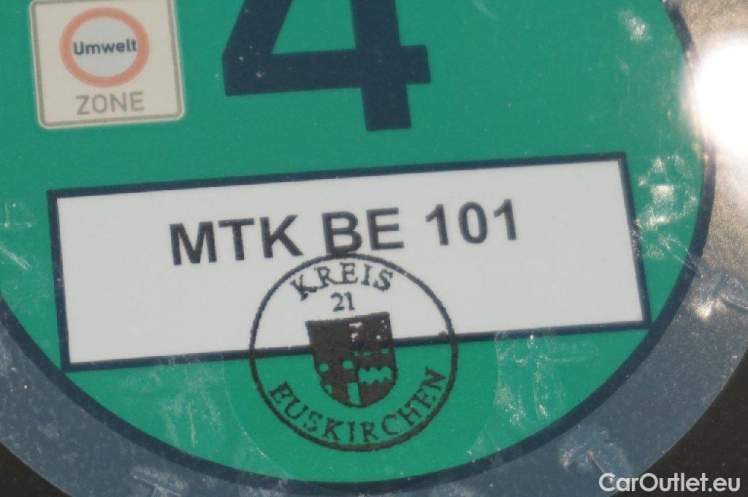 Umwelt
ZONE
4
MTK BE 101
KREIS
21
EUSKIRCHEN
CarOutlet.eu